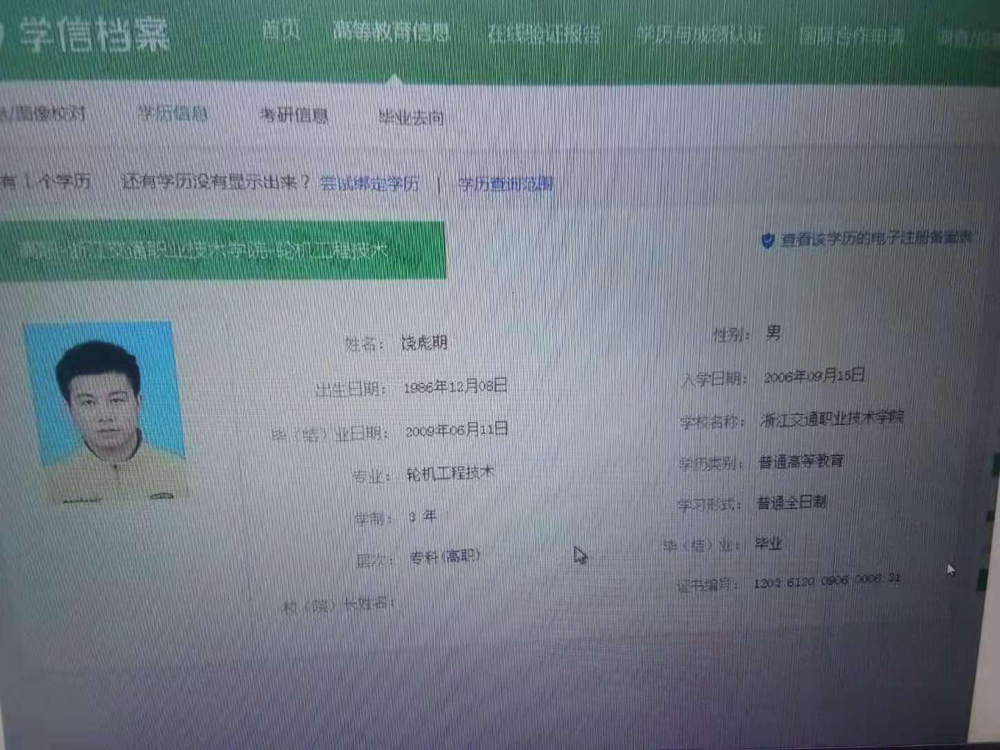 学信档案
首页 高等教育信息 在线验证报告 学历与成绩认证 国际合作申请 调查/
息/图像校对 学历信息 考研信息 毕业去向
有 1 个学历 还有学历没有显示出来？ 尝试绑定学历 | 学历查询范围
浙江交通职业技术学院-轮机工程技术
查看该学历的电子注册备案表
姓名： 饶彪期 性别： 男
出生日期： 1986年12月08日 入学日期： 2006年09月15日
毕（结）业日期： 2009年06月11日 学校名称： 浙江交通职业技术学院
专业： 轮机工程技术 学历类别： 普通高等教育
学制： 3 年 学习形式： 普通全日制
层次： 专科(高职) 毕（结）业： 毕业
校（院）长姓名： 证书编号： 1203 6120 0906 0006 31